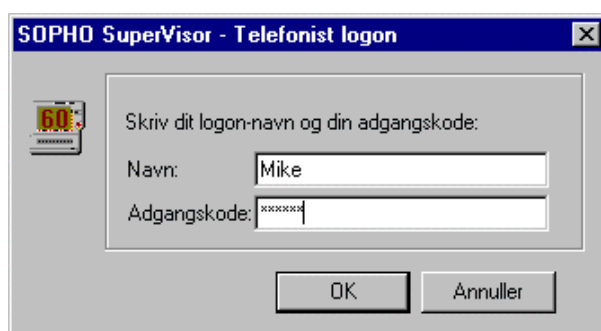 SOPHO SuperVisor - Telefonist logon
60
Skriv dit logon-navn og din adgangskode:
Navn: Mike
Adgangskode: ******
OK Annuller